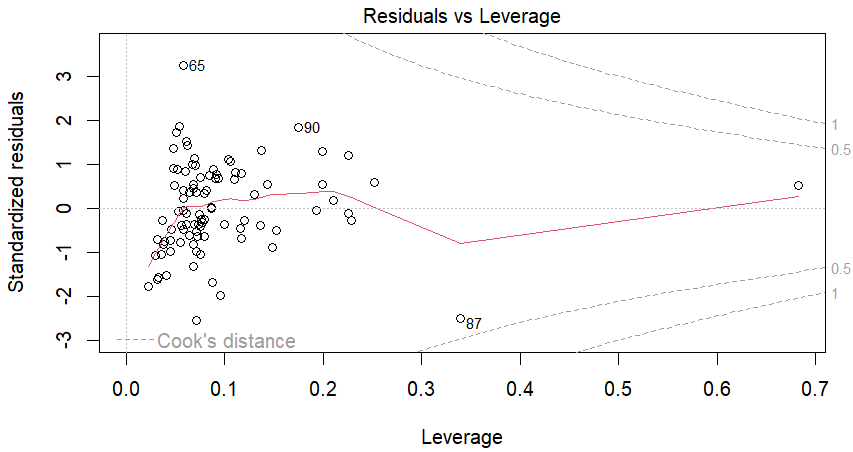 Residuals vs Leverage
Standardized residuals
3
2
1
0
-1
-2
-3
65
90
87
1
0.5
0.5
1
Cook's distance
0.0 0.1 0.2 0.3 0.4 0.5 0.6 0.7
Leverage